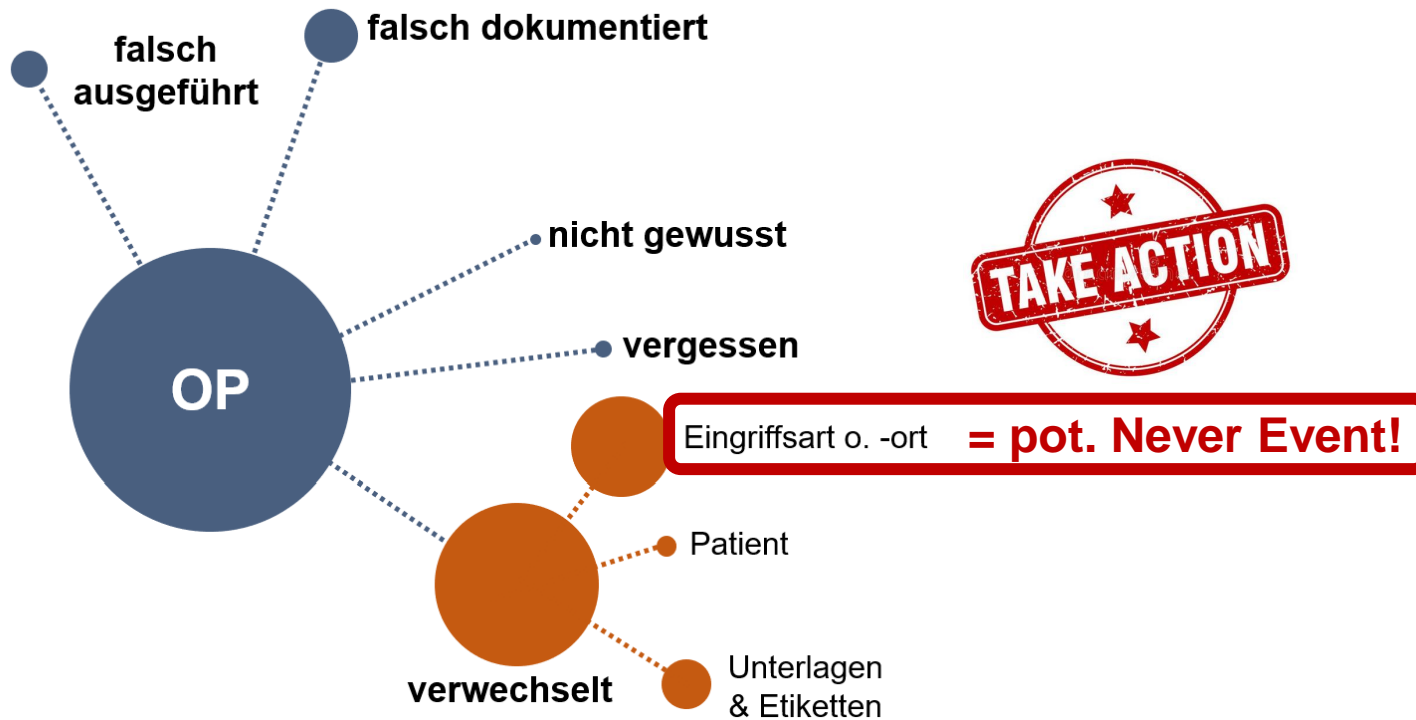 falsch
ausgeführt
falsch dokumentiert
nicht gewusst
TAKE ACTION
OP
vergessen
Eingriffsart o. -ort = pot. Never Event!
Patient
verwechselt
Unterlagen
& Etiketten